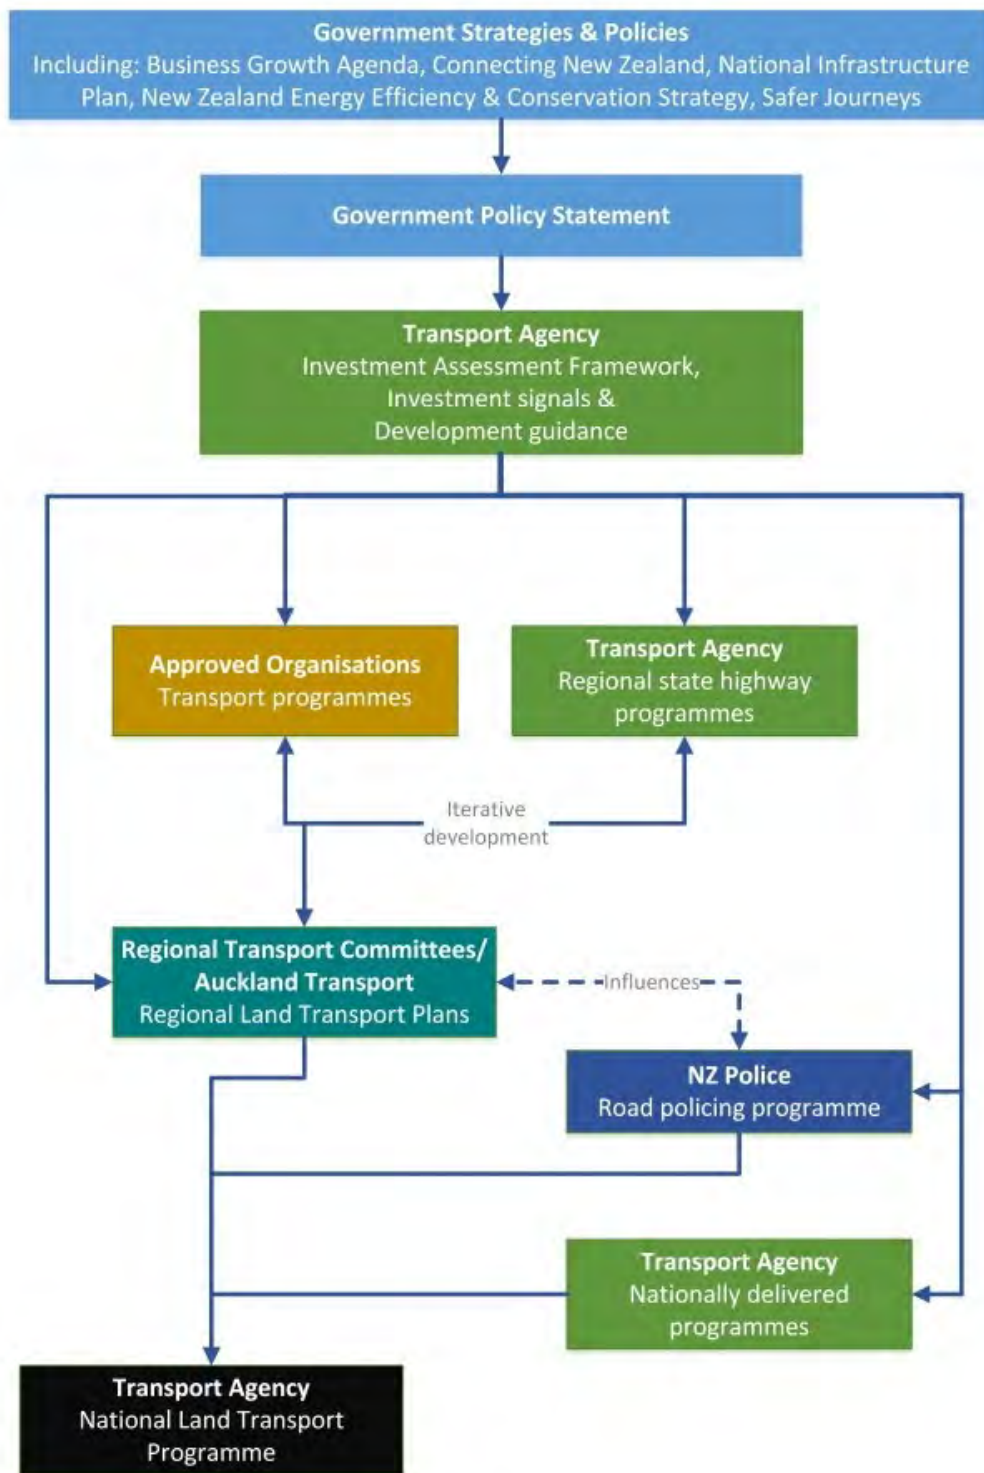 Government Strategies & Policies
Including: Business Growth Agenda, Connecting New Zealand, National Infrastructure
Plan, New Zealand Energy Efficiency & Conservation Strategy, Safer Journeys
Government Policy Statement
Transport Agency
Investment Assessment Framework,
Investment signals &
Development guidance
Approved Organisations
Transport programmes
Transport Agency
Regional state highway
programmes
Iterative
development
Regional Transport Committees/
Auckland Transport
Regional Land Transport Plans
Influences
NZ Police
Road policing programme
Transport Agency
Nationally delivered
programmes
Transport Agency
National Land Transport
Programme